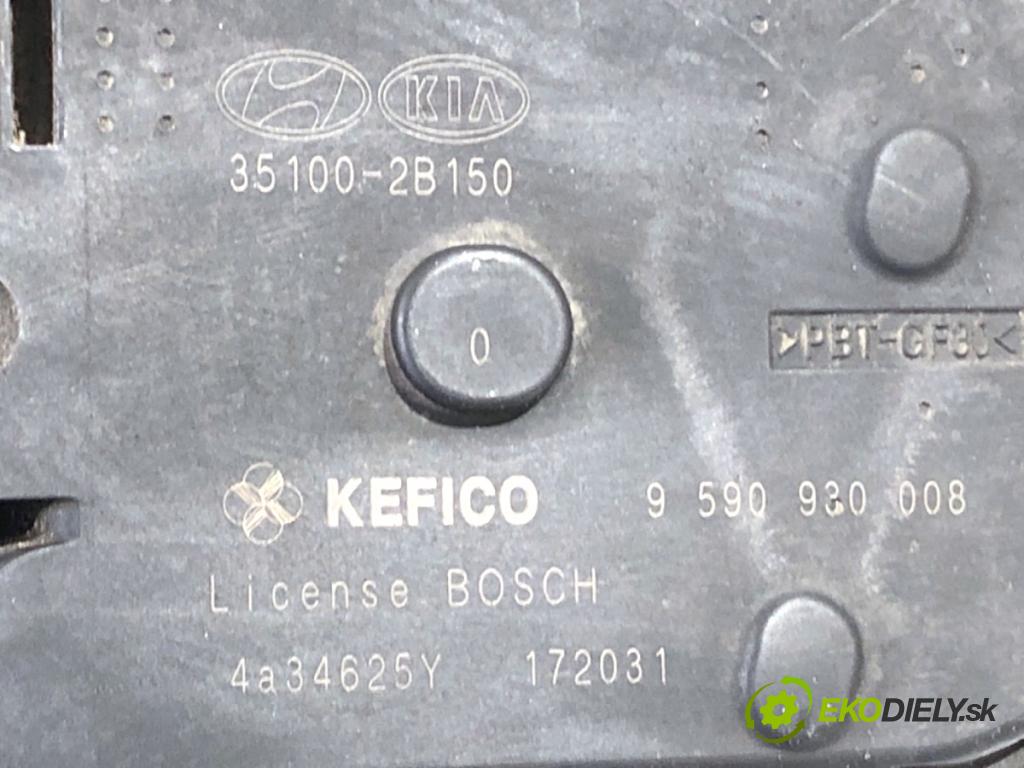 KIA
35100-2B150
0
>PBT-GF30<
KEFICO 9 590 930 008
License BOSCH
4a34625Y 172031
EKODIELY.sk